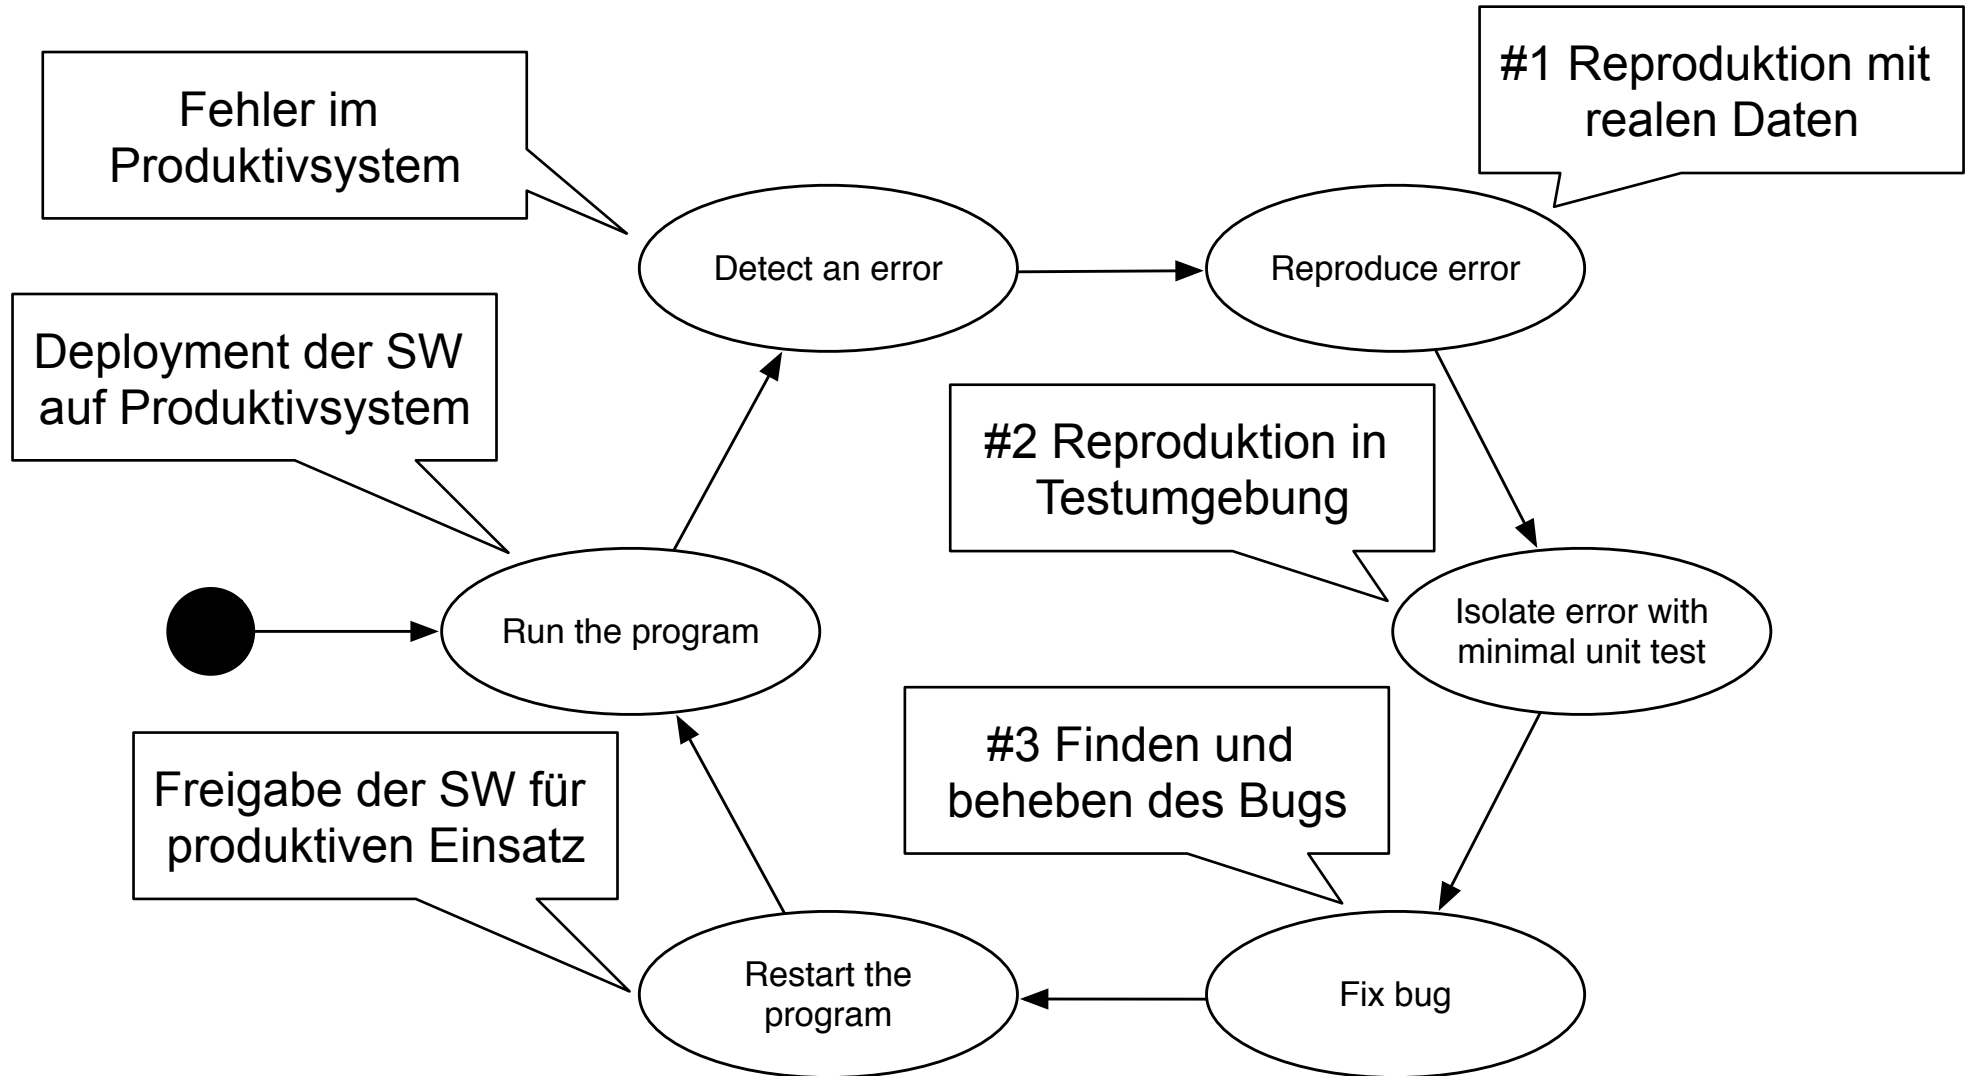 #1 Reproduktion mit
realen Daten
Fehler im
Produktivsystem
Detect an error
Reproduce error
Deployment der SW
auf Produktivsystem
#2 Reproduktion in
Testumgebung
Run the program
Isolate error with
minimal unit test
#3 Finden und
beheben des Bugs
Freigabe der SW für
produktiven Einsatz
Restart the
program
Fix bug